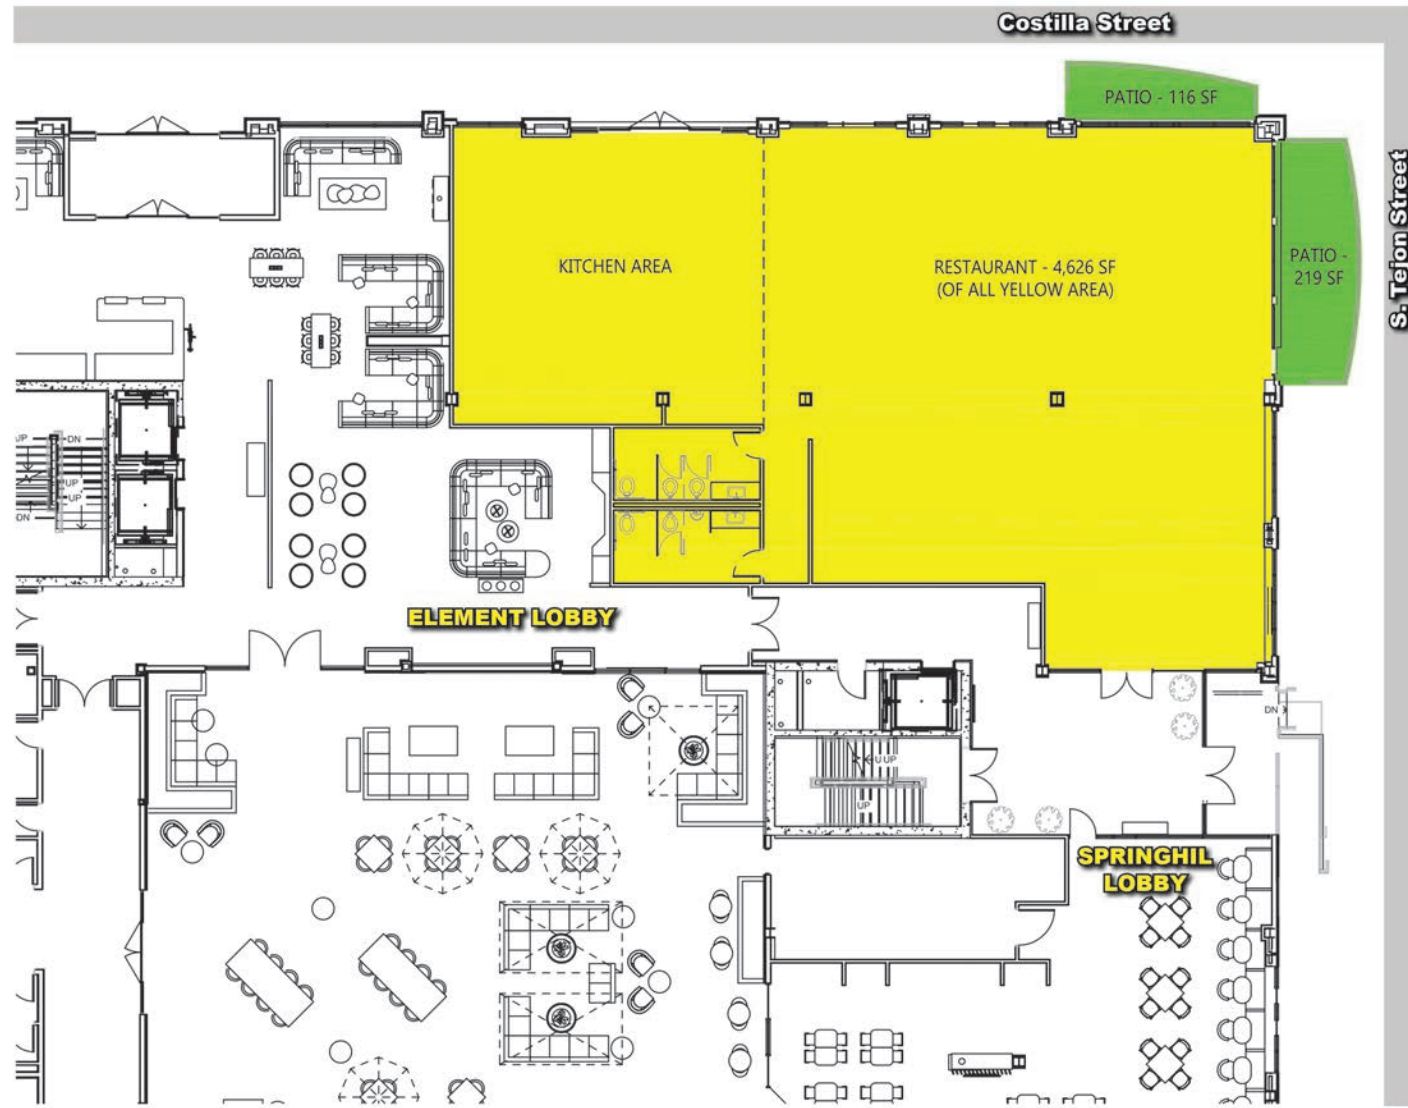 Costilla Street
PATIO - 116 SF
S. Tejon Street
KITCHEN AREA
RESTAURANT - 4,626 SF
(OF ALL YELLOW AREA)
PATIO -
219 SF
UP
DN
UP
UP
DN
ELEMENT LOBBY
DN
UP
UP
SPRINGHIL
LOBBY